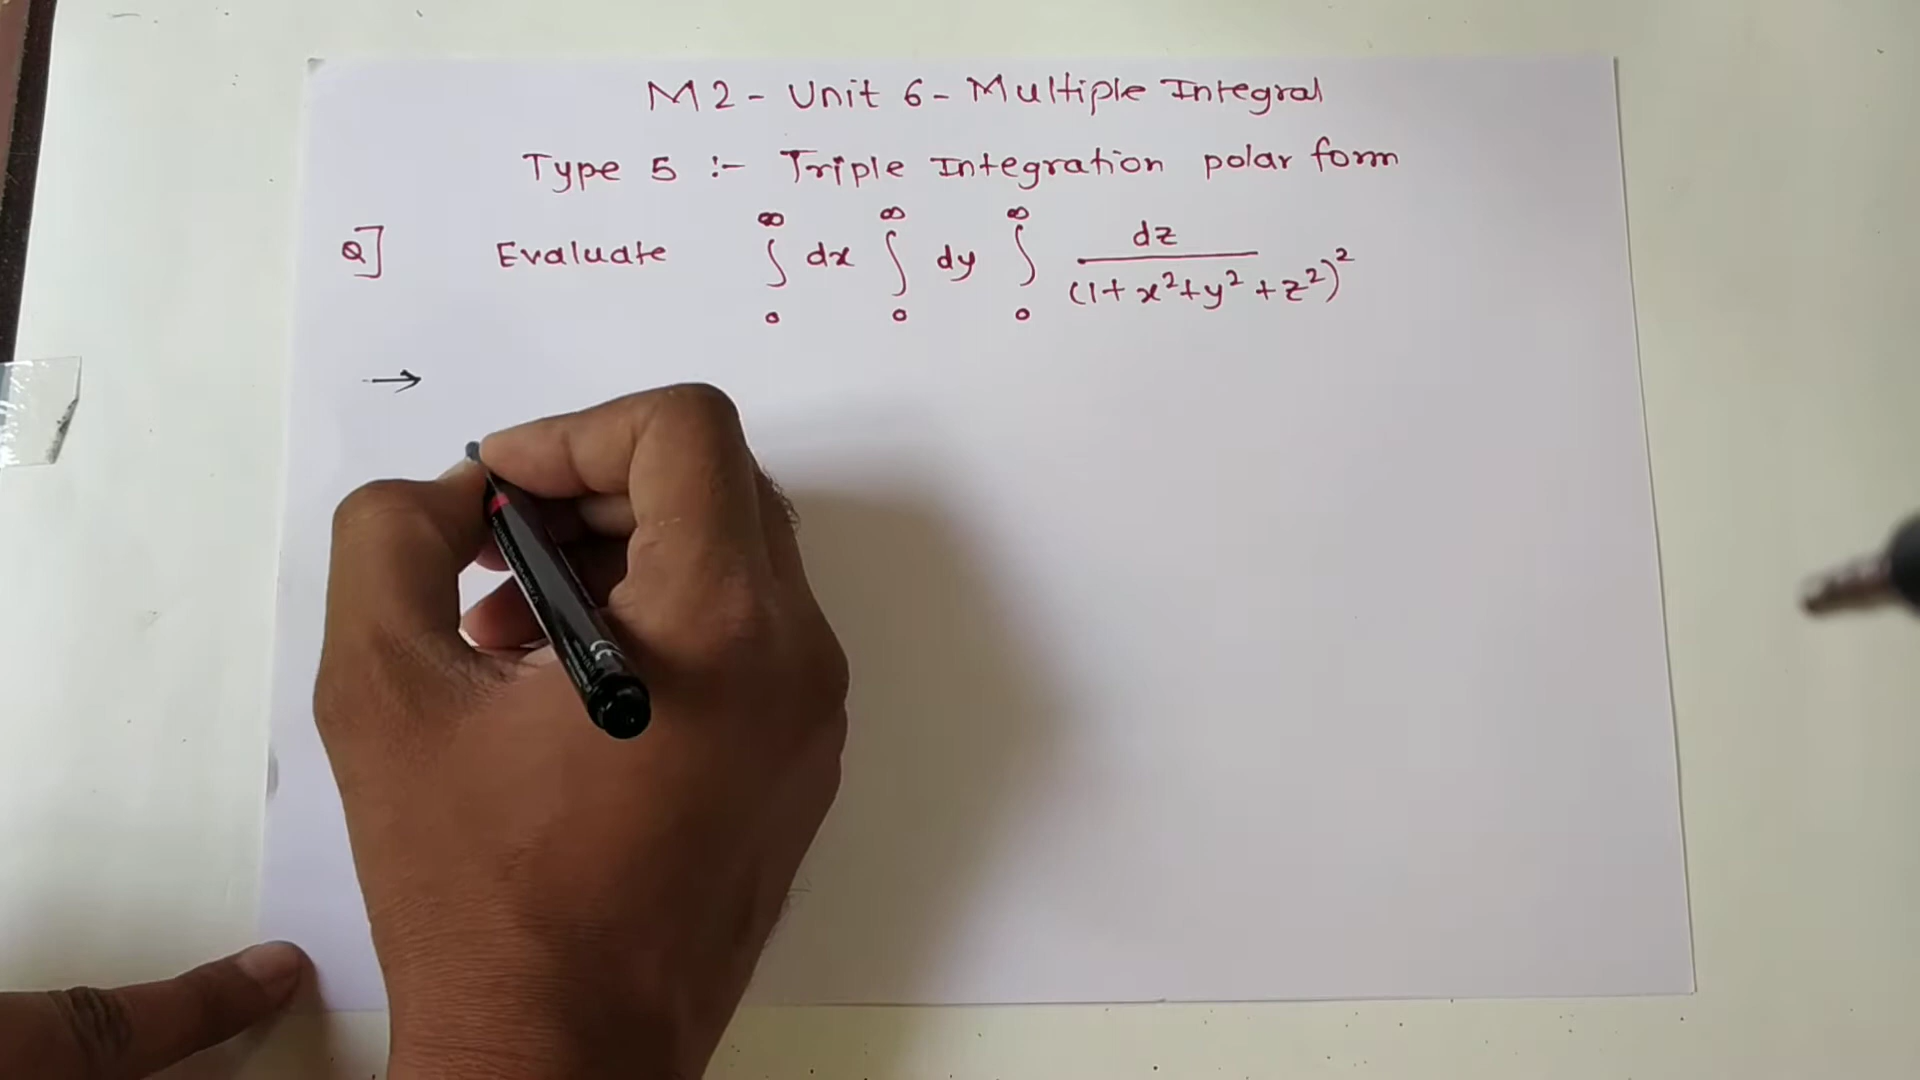 M2 - Unit 6 - Multiple Integral
Type 5 :- Triple Integration polar form
Q] Evaluate ∫₀^∞ dx ∫₀^∞ dy ∫₀^∞ dz / (1+x²+y²+z²)²
→